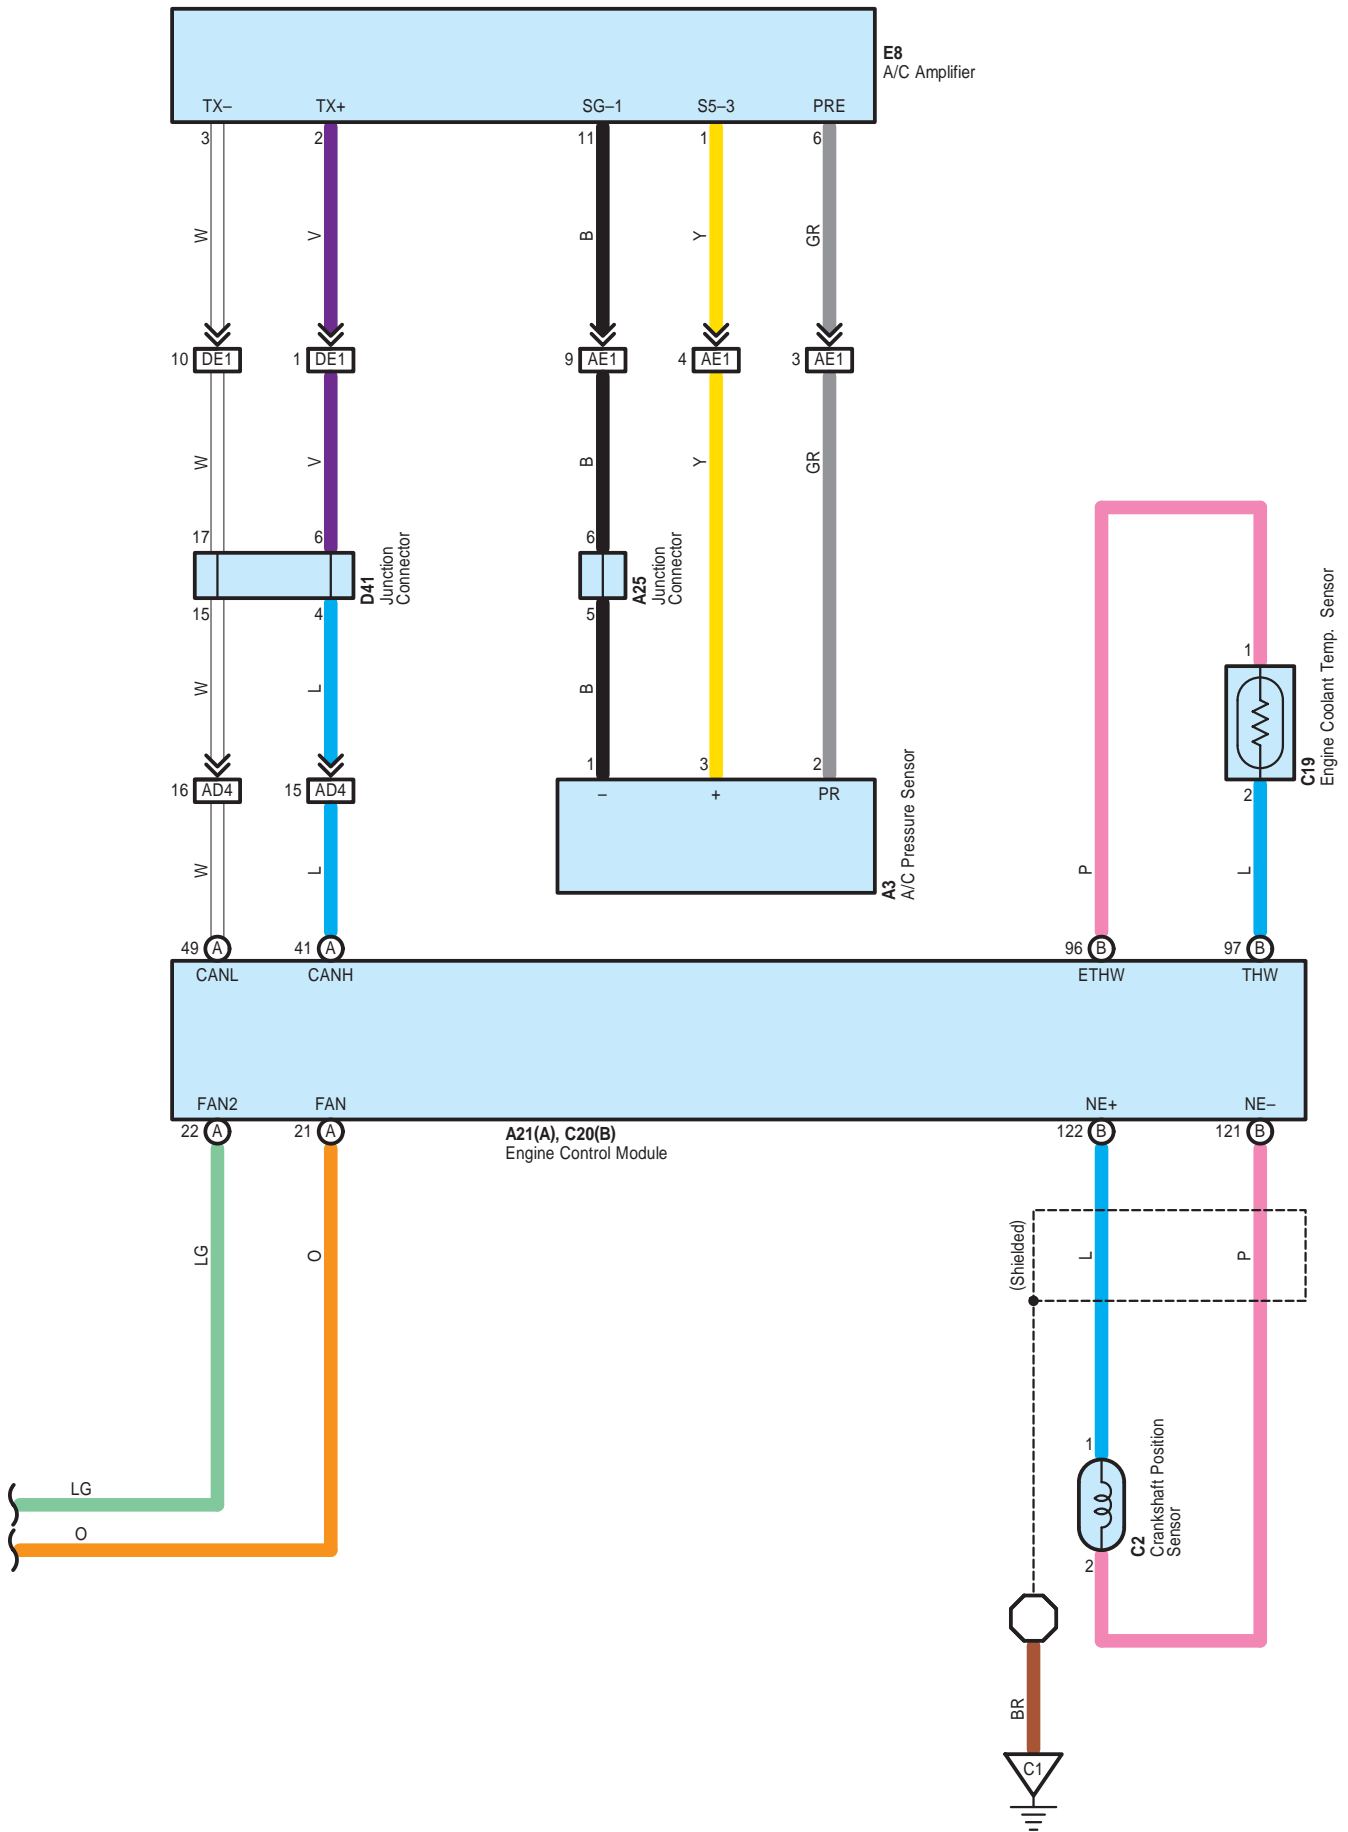 E8
A/C Amplifier
TX– TX+ SG–1 S5–3 PRE
3 2 11 1 6
W V B Y GR
10 DE1 1 DE1 9 AE1 4 AE1 3 AE1
W V B Y GR
17 6 6
D41
Junction
Connector
A25
Junction
Connector
15 4 5
W L B
1
C19
Engine Coolant Temp. Sensor
2
1 3 2
– + PR
A3
A/C Pressure Sensor
16 AD4 15 AD4
W L P L
49 A 41 A 96 B 97 B
CANL CANH ETHW THW
FAN2 FAN NE+ NE–
22 A 21 A 122 B 121 B
A21(A), C20(B)
Engine Control Module
LG O (Shielded) L P
1
C2
Crankshaft Position
Sensor
2
LG
O
BR
C1